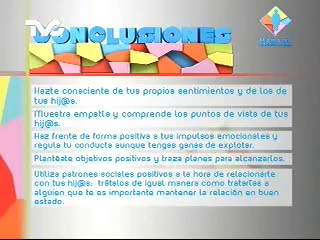 TVS
CONCLUSIONES
Hazte consciente de tus propios sentimientos y de los de
tus hij@s.
Muestra empatía y comprende los puntos de vista de tus
hij@s.
Haz frente de forma positiva a tus impulsos emocionales y
regula tu conducta aunque tengas ganas de explotar.
Plantéate objetivos positivos y traza planes para alcanzarlos.
Utiliza patrones sociales positivos a la hora de relacionarte
con tus hij@s: trátalos de igual manera como tratarías a
alguien que te es importante mantener la relación en buen
estado.